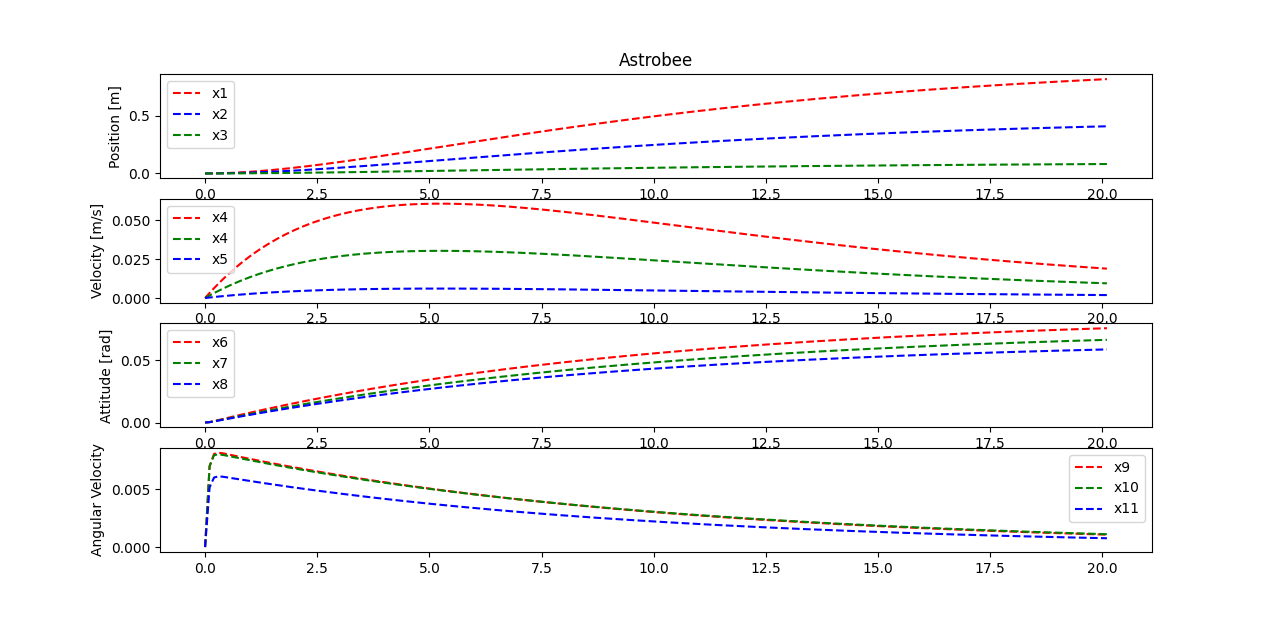 Astrobee
Position [m]
0.5
0.0
x1
x2
x3
0.0 2.5 5.0 7.5 10.0 12.5 15.0 17.5 20.0
Velocity [m/s]
0.050
0.025
0.000
x4
x4
x5
0.0 2.5 5.0 7.5 10.0 12.5 15.0 17.5 20.0
Attitude [rad]
0.05
0.00
x6
x7
x8
0.0 2.5 5.0 7.5 10.0 12.5 15.0 17.5 20.0
Angular Velocity
0.005
0.000
x9
x10
x11
0.0 2.5 5.0 7.5 10.0 12.5 15.0 17.5 20.0